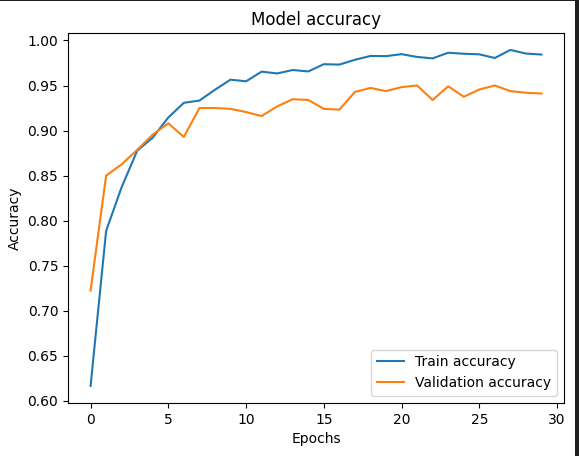 Model accuracy
1.00
0.95
0.90
0.85
0.80
0.75
0.70
0.65
0.60
Accuracy
Train accuracy
Validation accuracy
0 5 10 15 20 25 30
Epochs